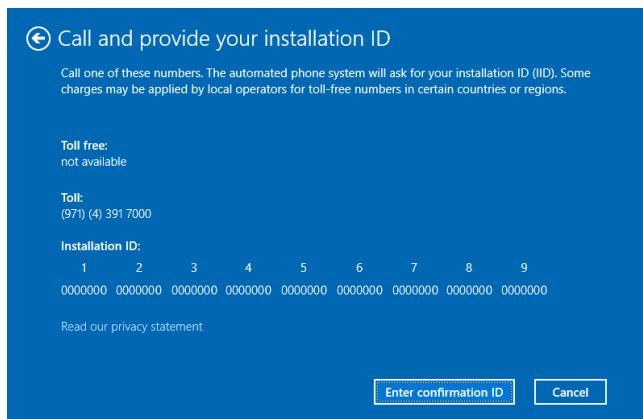 Call and provide your installation ID
Call one of these numbers. The automated phone system will ask for your installation ID (IID). Some
charges may be applied by local operators for toll-free numbers in certain countries or regions.
Toll free:
not available
Toll:
(971) (4) 391 7000
Installation ID:
1 2 3 4 5 6 7 8 9
0000000 0000000 0000000 0000000 0000000 0000000 0000000 0000000 0000000
Read our privacy statement
Enter confirmation ID Cancel